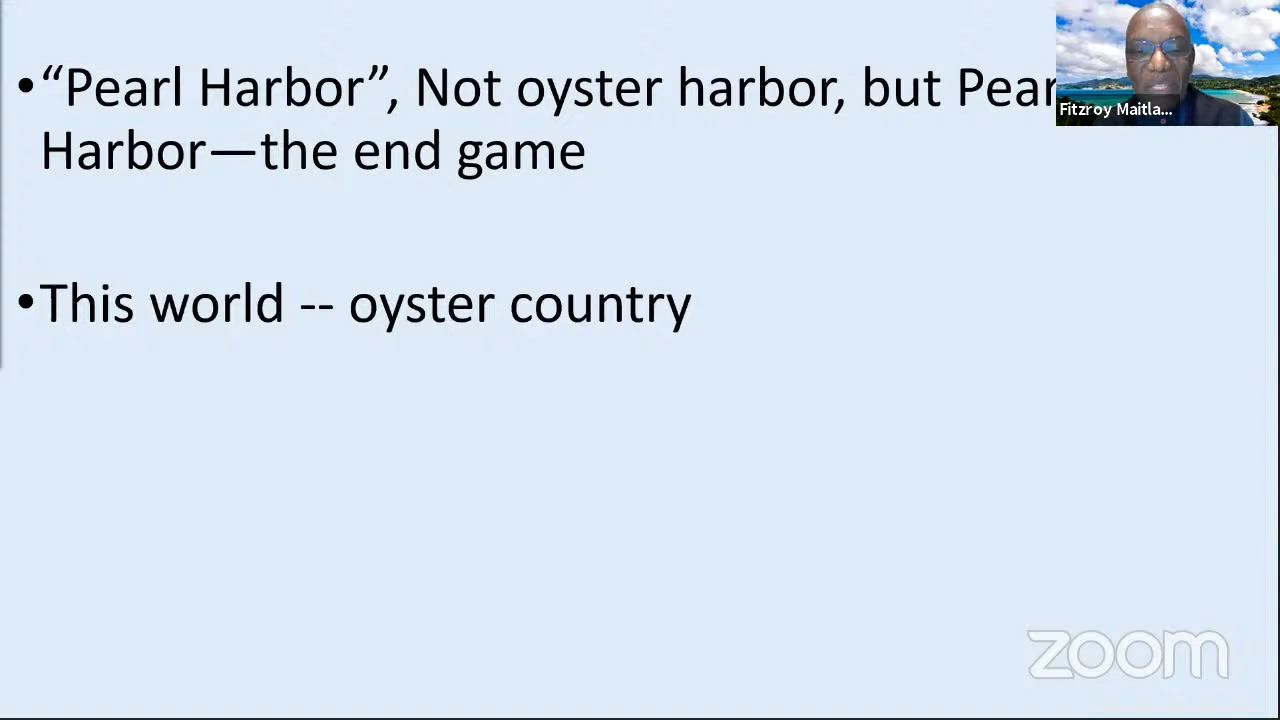 •“Pearl Harbor”, Not oyster harbor, but Pear
Harbor—the end game
•This world -- oyster country
Fitzroy Maitla...
zoom